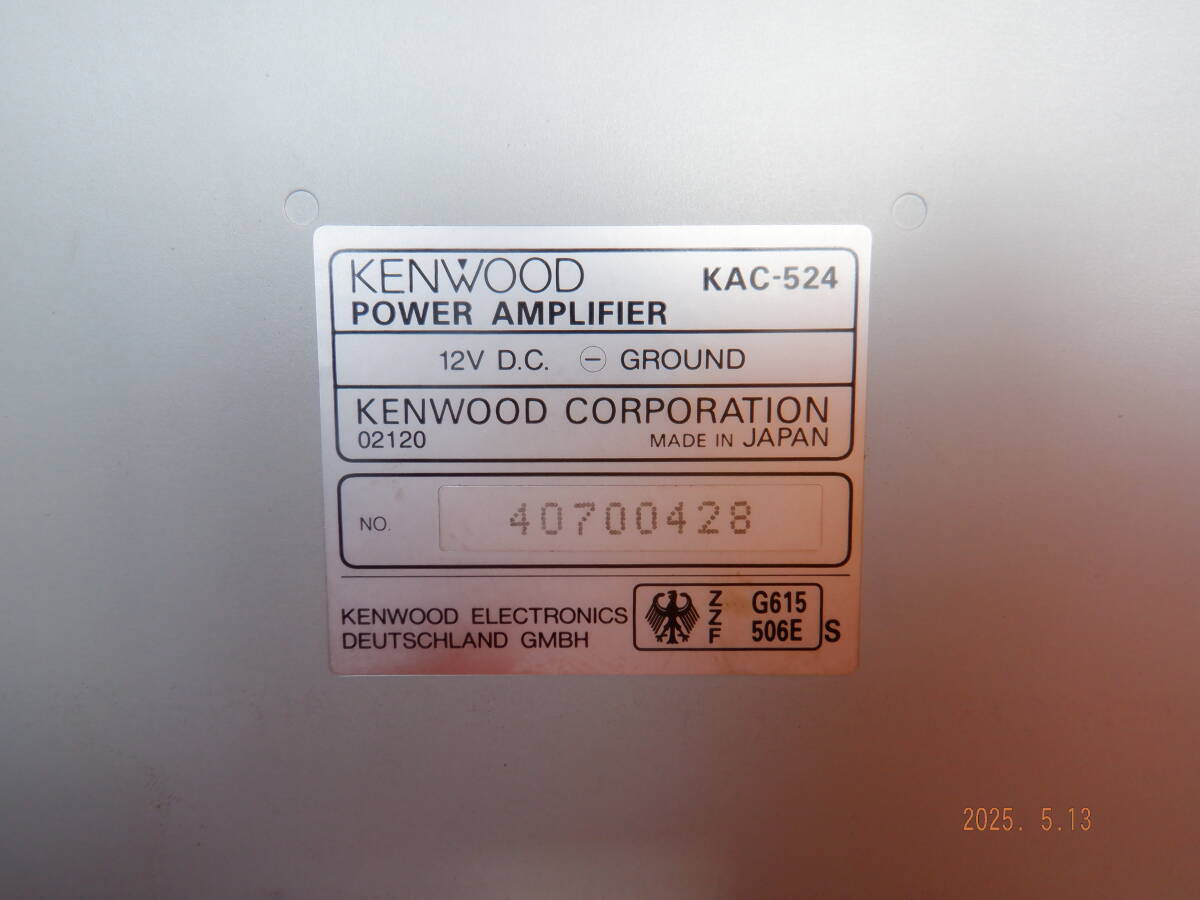 KENWOOD KAC-524
POWER AMPLIFIER
12V D.C. ⊖ GROUND
KENWOOD CORPORATION
02120 MADE IN JAPAN
NO. 40700428
KENWOOD ELECTRONICS
DEUTSCHLAND GMBH
ZZF G615
506E S
2025. 5.13